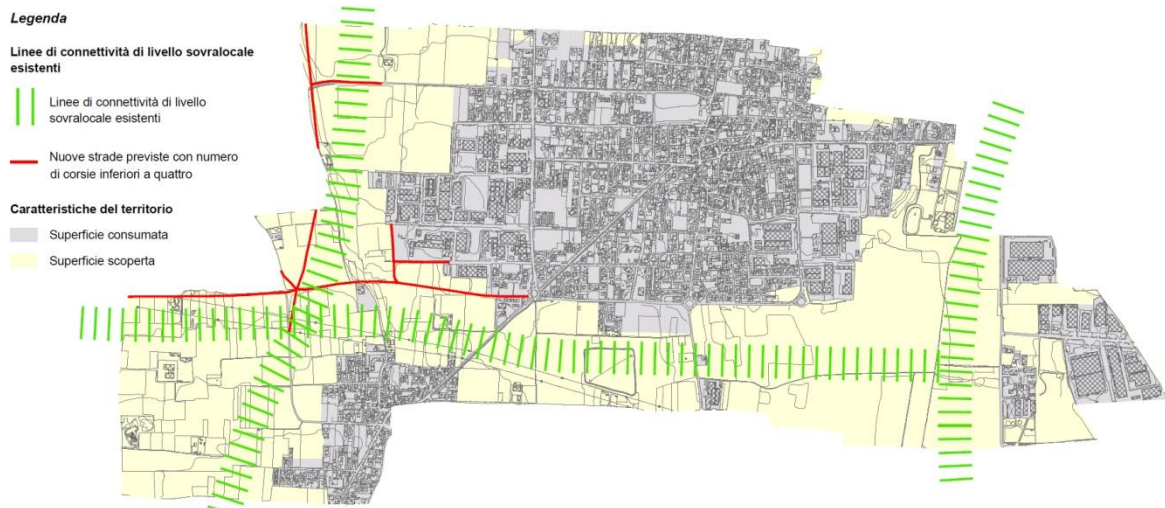 Legenda
Linee di connettività di livello sovralocale
esistenti
Linee di connettività di livello
sovralocale esistenti
Nuove strade previste con numero
di corsie inferiori a quattro
Caratteristiche del territorio
Superficie consumata
Superficie scoperta